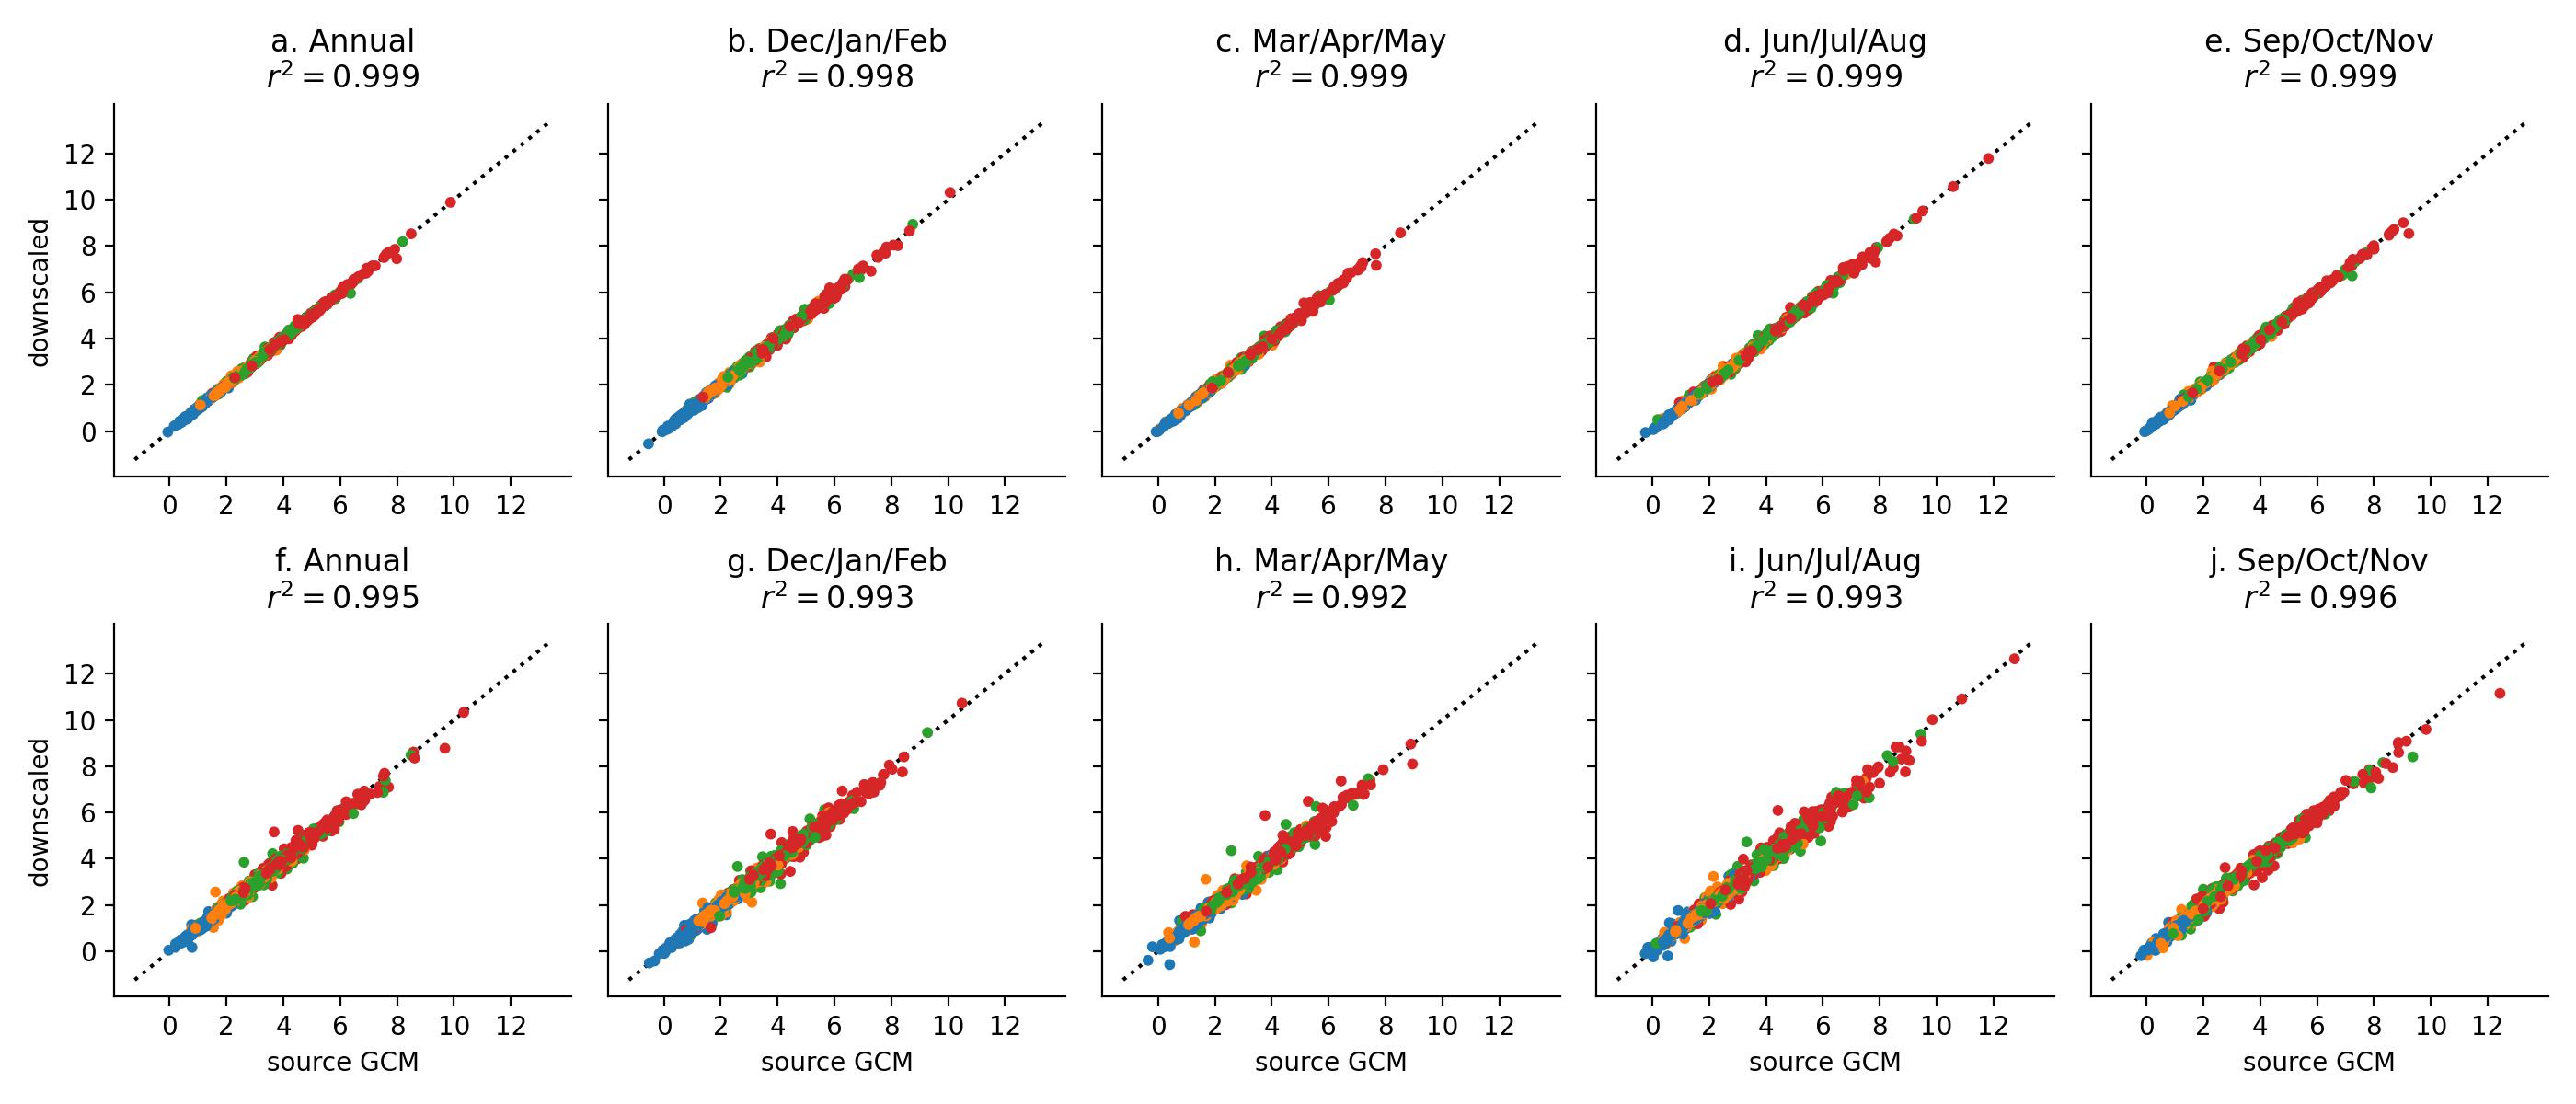 a. Annual
r² = 0.999
b. Dec/Jan/Feb
r² = 0.998
c. Mar/Apr/May
r² = 0.999
d. Jun/Jul/Aug
r² = 0.999
e. Sep/Oct/Nov
r² = 0.999
downscaled
12
10
8
6
4
2
0
0 2 4 6 8 10 12
0 2 4 6 8 10 12
0 2 4 6 8 10 12
0 2 4 6 8 10 12
0 2 4 6 8 10 12
f. Annual
r² = 0.995
g. Dec/Jan/Feb
r² = 0.993
h. Mar/Apr/May
r² = 0.992
i. Jun/Jul/Aug
r² = 0.993
j. Sep/Oct/Nov
r² = 0.996
downscaled
12
10
8
6
4
2
0
0 2 4 6 8 10 12
0 2 4 6 8 10 12
0 2 4 6 8 10 12
0 2 4 6 8 10 12
0 2 4 6 8 10 12
source GCM
source GCM
source GCM
source GCM
source GCM